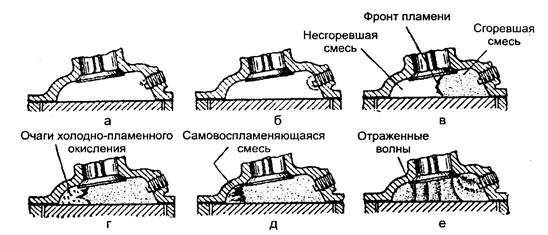 Фронт пламени
Несгоревшая
смесь
Сгоревшая
смесь
а
б
в
Очаги холодно-пламенного
окисления
Самовоспламеняющаяся
смесь
Отраженные
волны
г
д
е